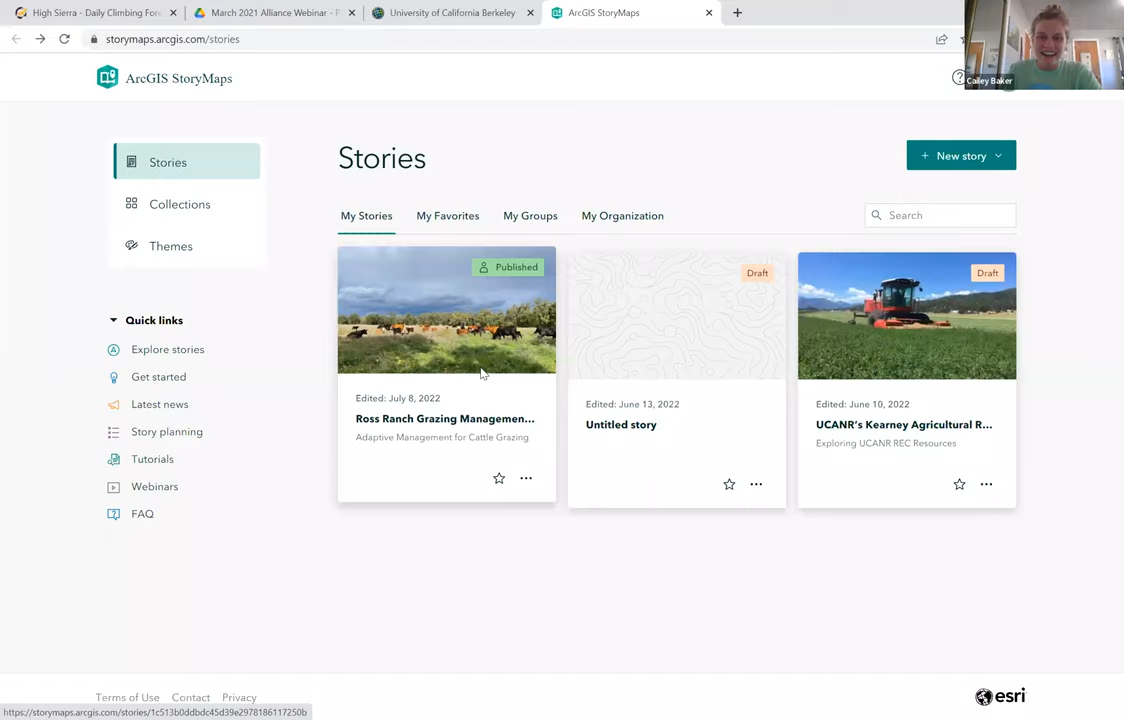 High Sierra - Daily Climbing Fore
March 2021 Alliance Webinar - P
University of California Berkeley
ArcGIS StoryMaps
storymaps.arcgis.com/stories
Cailey Baker
ArcGIS StoryMaps
Stories
Collections
Themes
Quick links
Explore stories
Get started
Latest news
Story planning
Tutorials
Webinars
FAQ
Stories
+ New story
My Stories
My Favorites
My Groups
My Organization
Search
Published
Edited: July 8, 2022
Ross Ranch Grazing Managemen...
Adaptive Management for Cattle Grazing
Draft
Edited: June 13, 2022
Untitled story
Draft
Edited: June 10, 2022
UCANR's Kearney Agricultural R...
Exploring UCANR REC Resources
Terms of Use
Contact
Privacy
esri
https://storymaps.arcgis.com/stories/1c513b0ddbdc45d39e2978186117250b